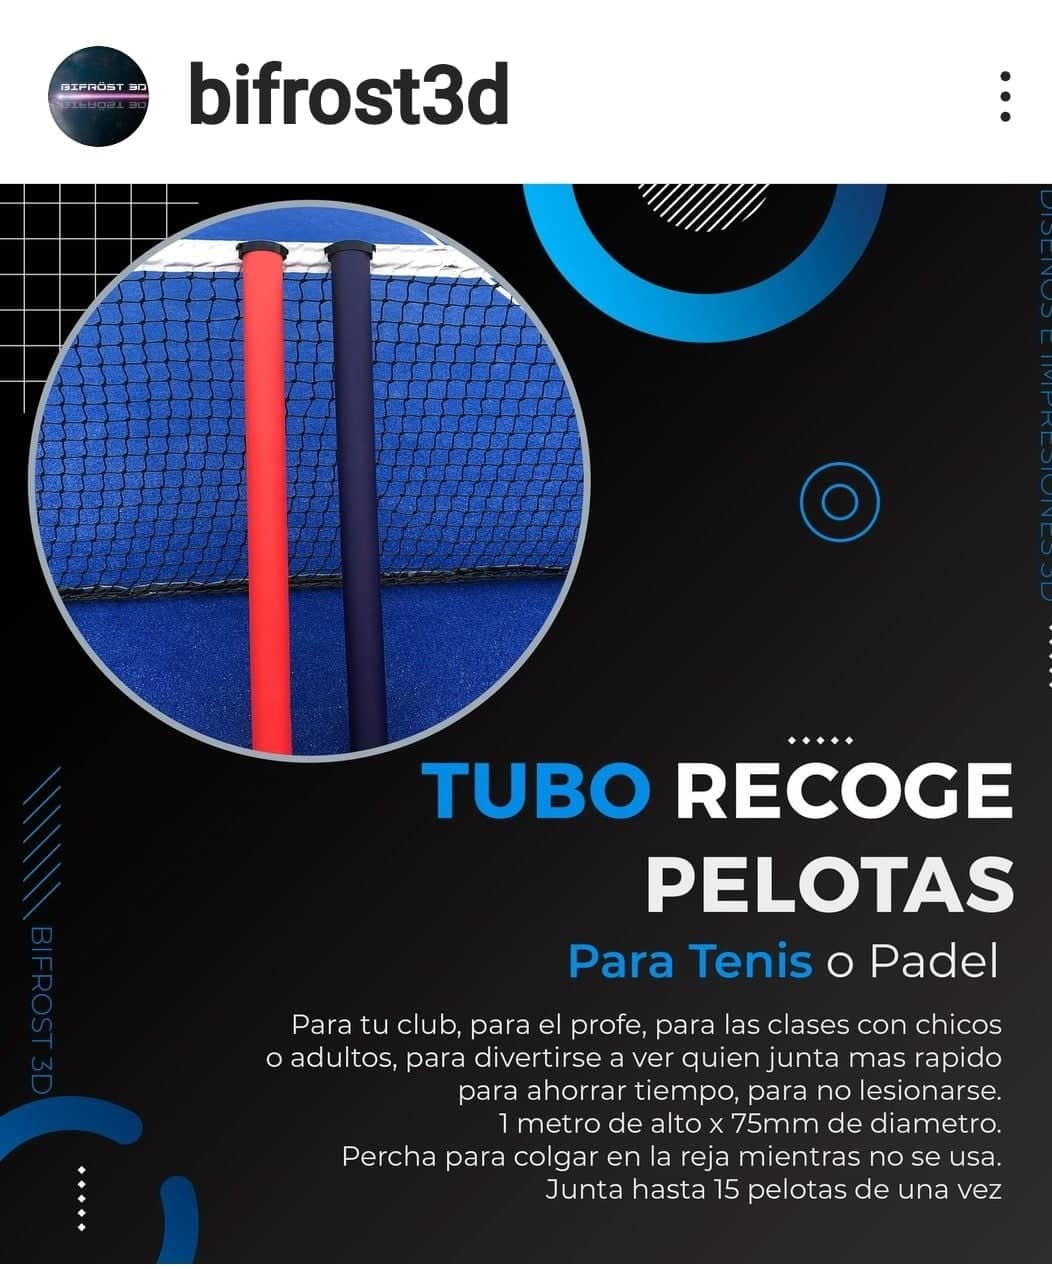 BIFRÖST 3D
bifrost3d
DISEÑOS E IMPRESIONES 3D
TUBO RECOGE
PELOTAS
Para Tenis o Padel
Para tu club, para el profe, para las clases con chicos
o adultos, para divertirse a ver quien junta mas rapido
para ahorrar tiempo, para no lesionarse.
1 metro de alto x 75mm de diametro.
Percha para colgar en la reja mientras no se usa.
Junta hasta 15 pelotas de una vez
BIFROST 3D